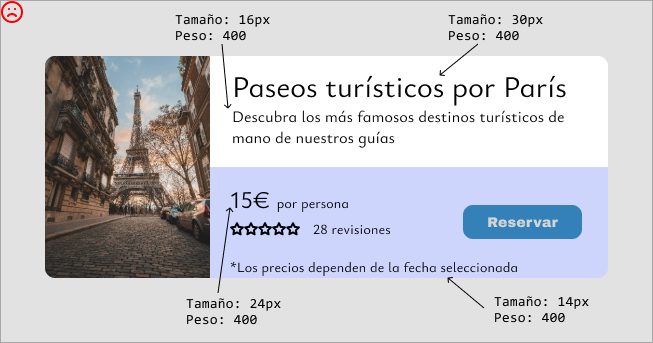 Tamaño: 16px
Peso: 400
Tamaño: 30px
Peso: 400
Paseos turísticos por París
Descubra los más famosos destinos turísticos de
mano de nuestros guías
15€ por persona
28 revisiones
Reservar
*Los precios dependen de la fecha seleccionada
Tamaño: 24px
Peso: 400
Tamaño: 14px
Peso: 400